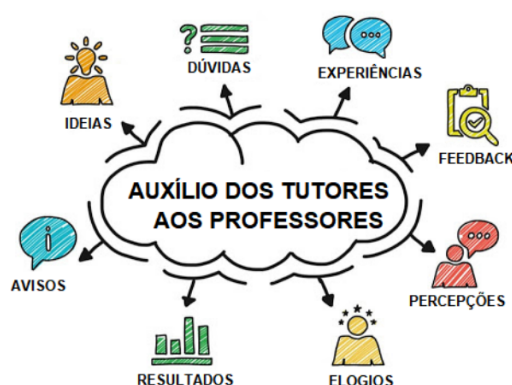 DÚVIDAS
EXPERIÊNCIAS
IDEIAS
FEEDBACK
AUXÍLIO DOS TUTORES
AOS PROFESSORES
AVISOS
PERCEPÇÕES
RESULTADOS
ELOGIOS